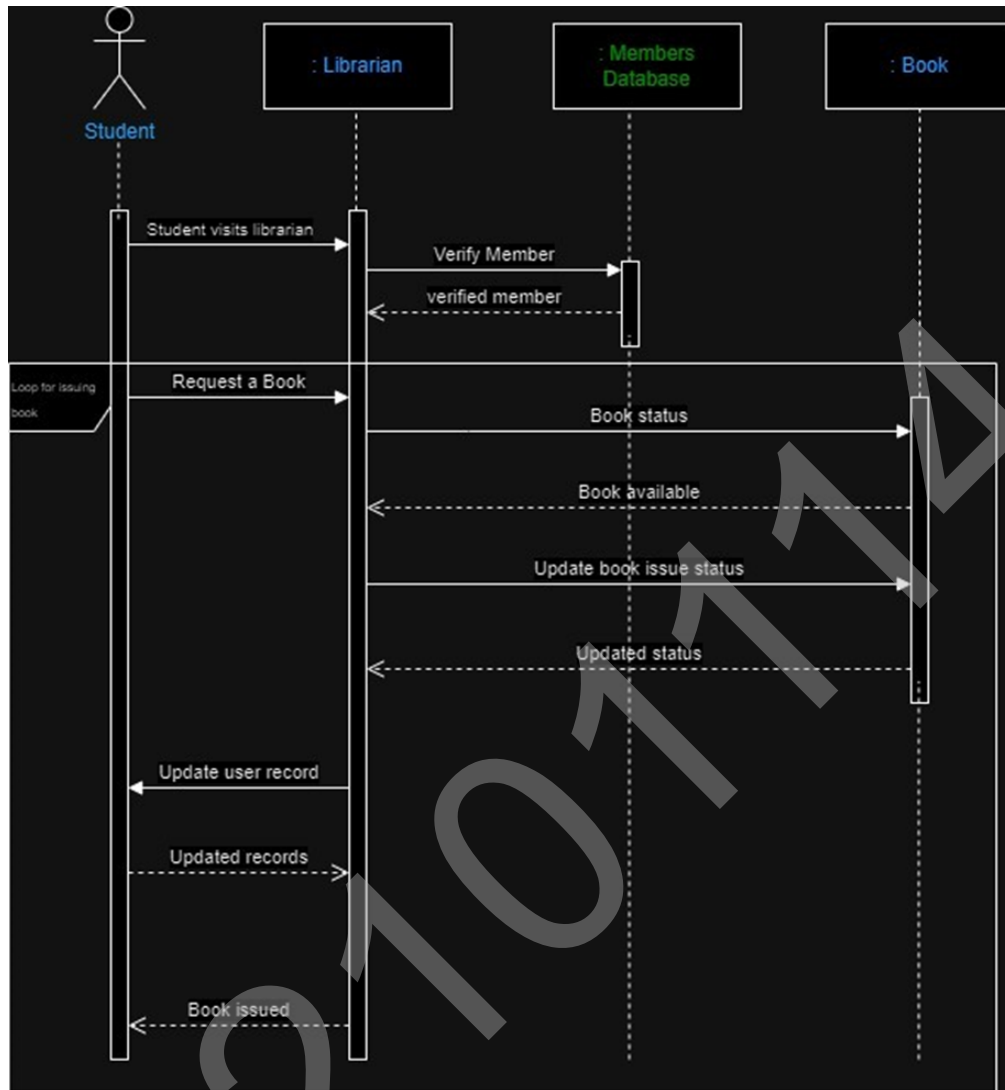 Student
: Librarian
: Members
Database
: Book
Student visits librarian
Verify Member
verified member
Loop for issuing
book
Request a Book
Book status
Book available
Update book issue status
Updated status
Update user record
Updated records
Book issued